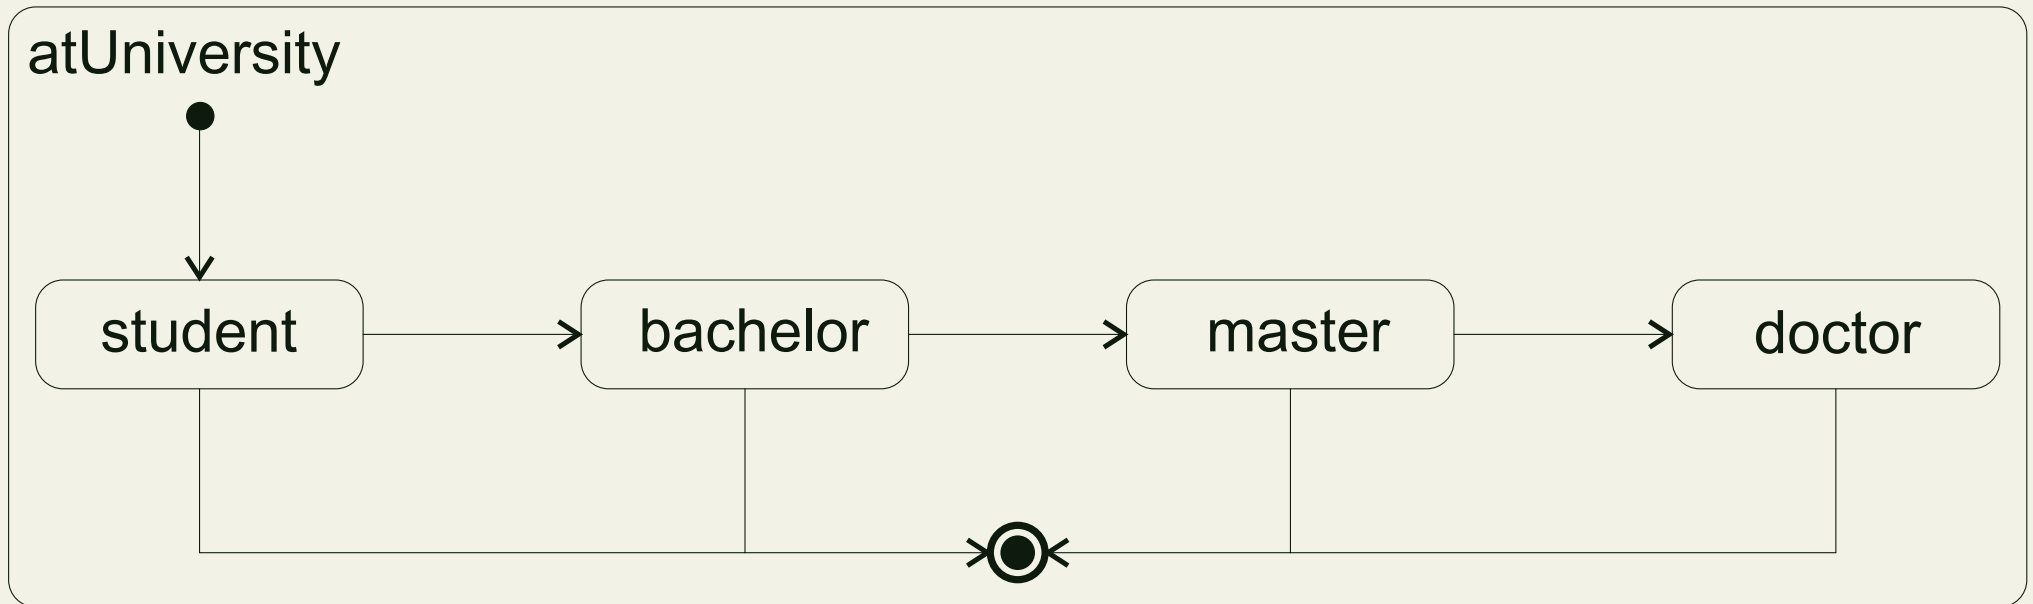 atUniversity
student
bachelor
master
doctor